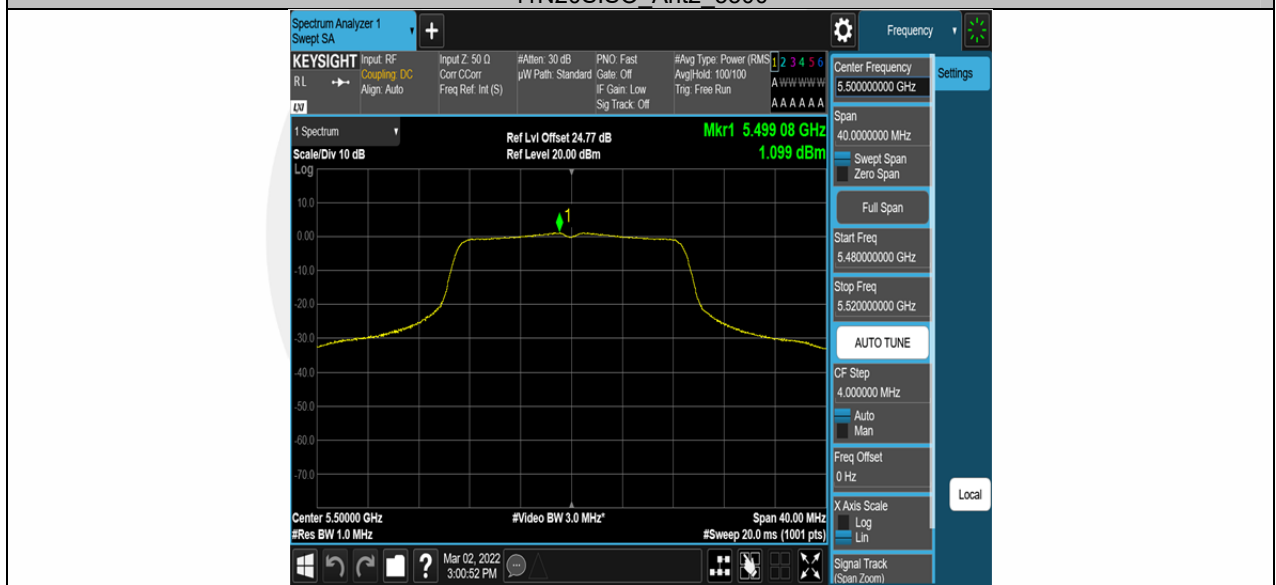 Spectrum Analyzer 1
Swept SA
+
Frequency
KEYSIGHT
RL
LXI
Input: RF
Coupling: DC
Align: Auto
Input Z: 50 Ω
Corr CCorr
Freq Ref: Int (S)
#Atten: 30 dB
µW Path: Standard
PNO: Fast
Gate: Off
IF Gain: Low
Sig Track: Off
#Avg Type: Power (RMS
Avg|Hold: 100/100
Trig: Free Run
1 2 3 4 5 6
A W W W W W
A A A A A A
1 Spectrum
Scale/Div 10 dB
Log
Ref Lvl Offset 24.77 dB
Ref Level 20.00 dBm
Mkr1 5.499 08 GHz
1.099 dBm
10.0
0.00
-10.0
-20.0
-30.0
-40.0
-50.0
-60.0
-70.0
1
Center 5.50000 GHz
#Res BW 1.0 MHz
#Video BW 3.0 MHz*
Span 40.00 MHz
#Sweep 20.0 ms (1001 pts)
?
Mar 02, 2022
3:00:52 PM
Center Frequency
5.500000000 GHz
Span
40.0000000 MHz
Swept Span
Zero Span
Full Span
Start Freq
5.480000000 GHz
Stop Freq
5.520000000 GHz
AUTO TUNE
CF Step
4.000000 MHz
Auto
Man
Freq Offset
0 Hz
X Axis Scale
Log
Lin
Signal Track
(Span Zoom)
Settings
Local